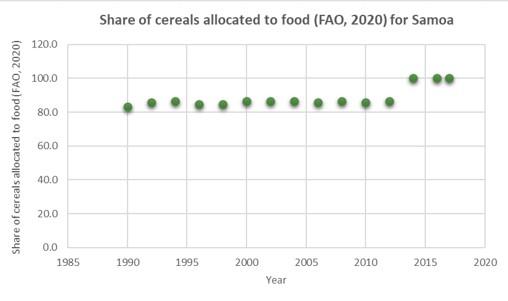 Share of cereals allocated to food (FAO, 2020) for Samoa
Share of cereals allocated to food (FAO, 2020)
120.0
100.0
80.0
60.0
40.0
20.0
0.0
1985 1990 1995 2000 2005 2010 2015 2020
Year